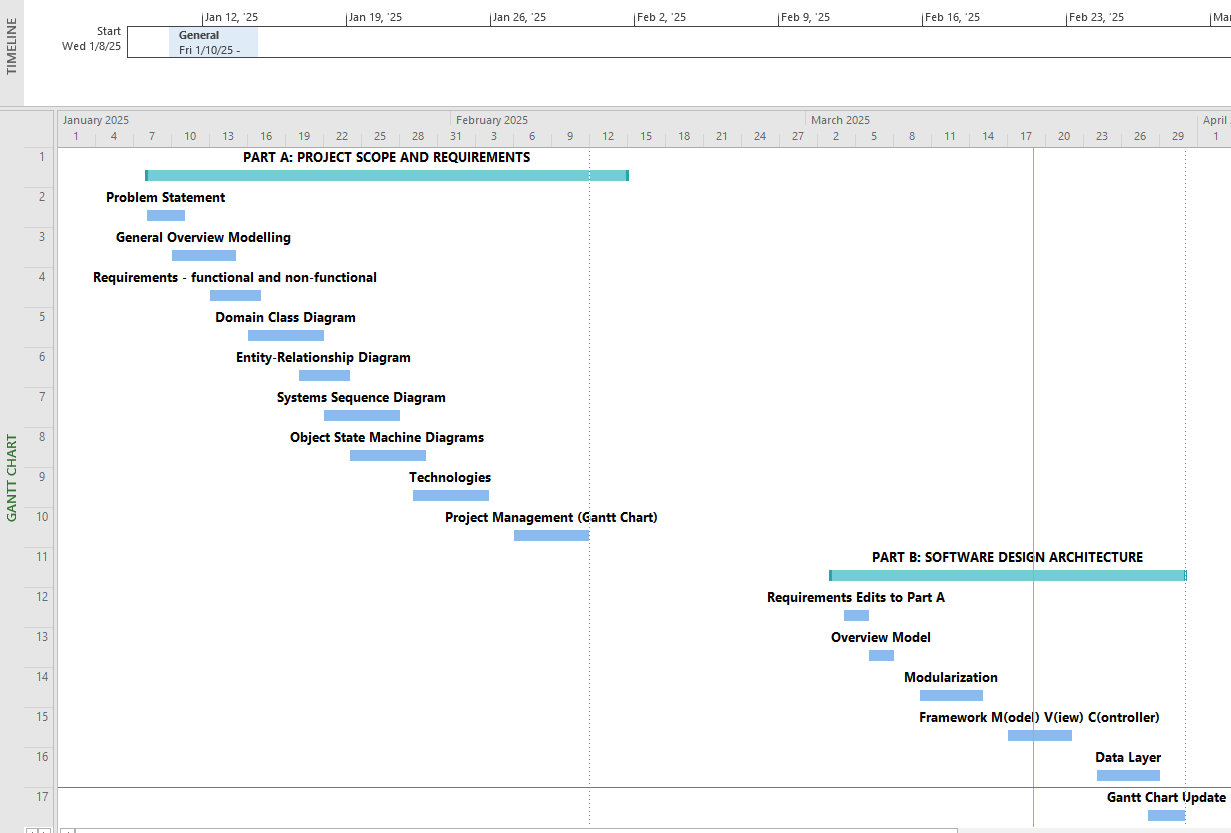 TIMELINE
Jan 12, '25 Jan 19, '25 Jan 26, '25 Feb 2, '25 Feb 9, '25 Feb 16, '25 Feb 23, '25
Start
Wed 1/8/25
General
Fri 1/10/25 -
GANTT CHART
January 2025 February 2025 March 2025 April
1 4 7 10 13 16 19 22 25 28 31 3 6 9 12 15 18 21 24 27 2 5 8 11 14 17 20 23 26 29 1
1 PART A: PROJECT SCOPE AND REQUIREMENTS
2 Problem Statement
3 General Overview Modelling
4 Requirements - functional and non-functional
5 Domain Class Diagram
6 Entity-Relationship Diagram
7 Systems Sequence Diagram
8 Object State Machine Diagrams
9 Technologies
10 Project Management (Gantt Chart)
11 PART B: SOFTWARE DESIGN ARCHITECTURE
12 Requirements Edits to Part A
13 Overview Model
14 Modularization
15 Framework M(odel) V(iew) C(ontroller)
16 Data Layer
17 Gantt Chart Update